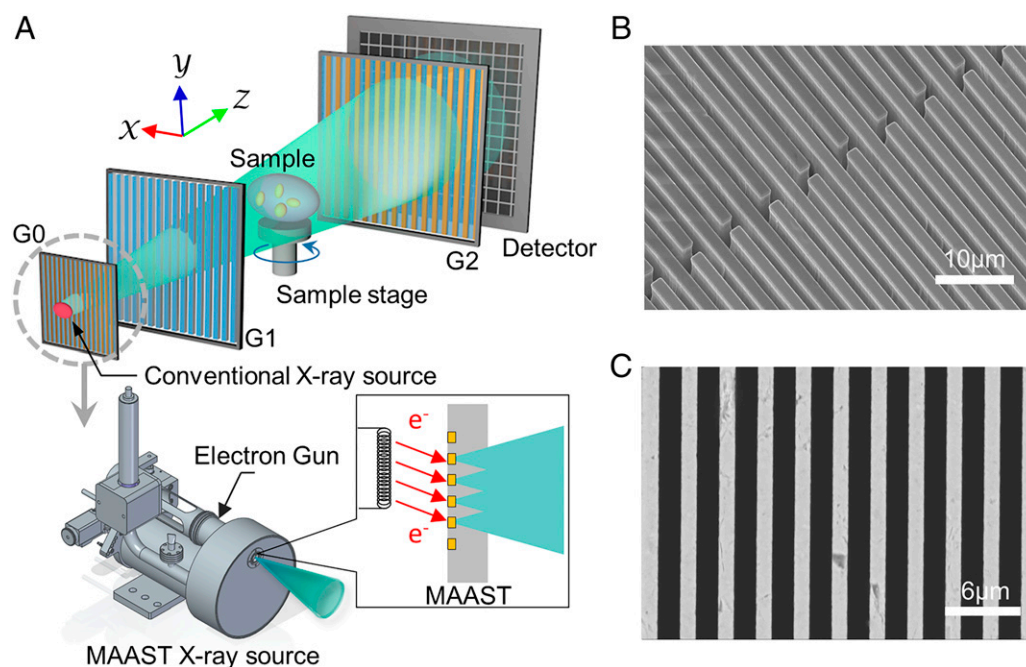 A
y
z
x
Sample
G0
G1
G2
Detector
Sample stage
Conventional X-ray source
Electron Gun
e-
e-
MAAST
MAAST X-ray source
B
10μm
C
6μm